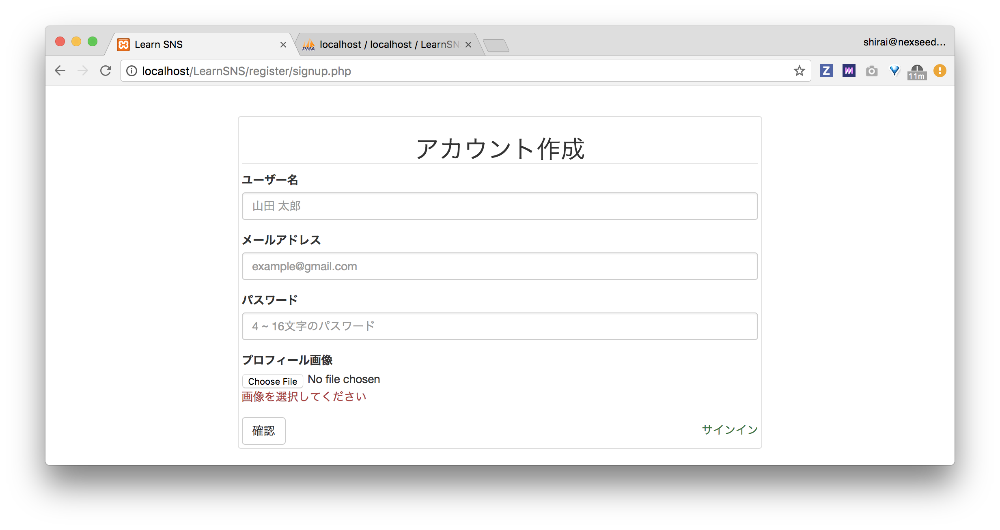 Learn SNS
localhost / localhost / LearnSN
shirai@nexseed...
localhost/LearnSNS/register/signup.php
Z
M
11m
アカウント作成
ユーザー名
山田 太郎
メールアドレス
example@gmail.com
パスワード
4 ~ 16文字のパスワード
プロフィール画像
Choose File No file chosen
画像を選択してください
確認
サインイン
PMA